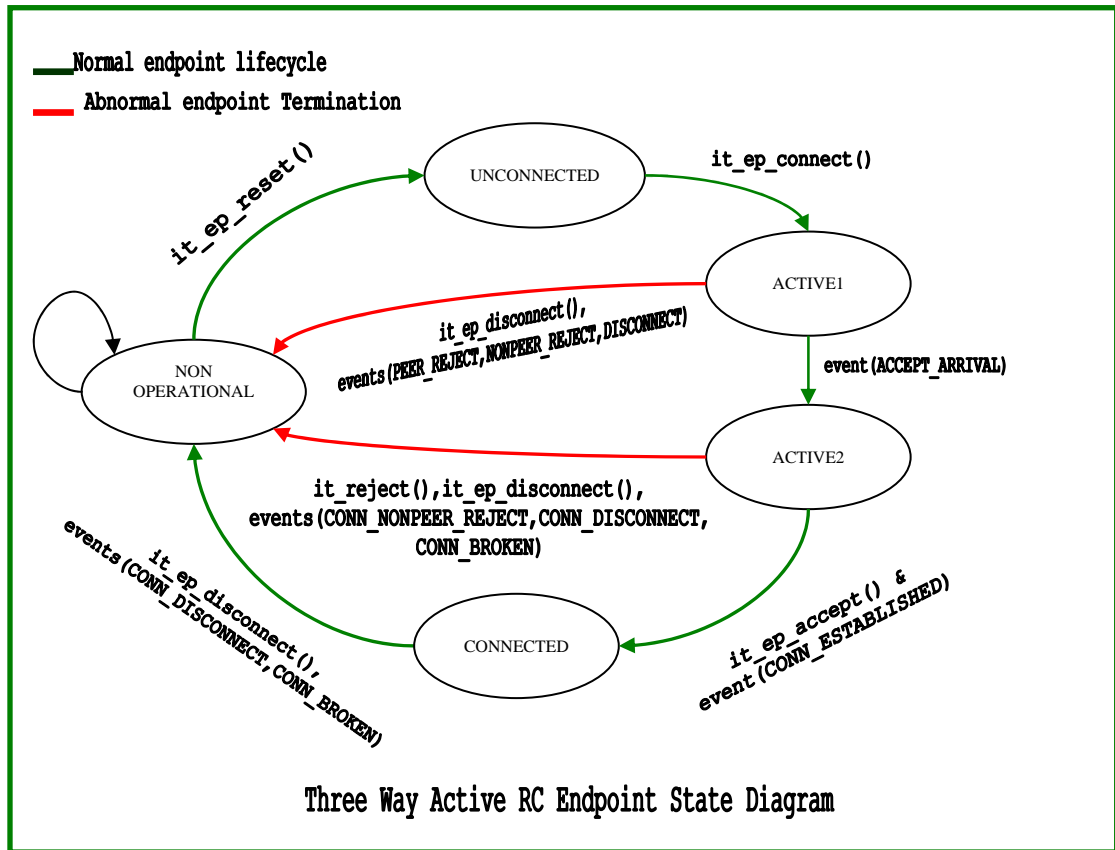 Normal endpoint lifecycle
Abnormal endpoint Termination
it_ep_reset()
UNCONNECTED
it_ep_connect()
ACTIVE1
it_ep_disconnect(),
events(PEER_REJECT,NONPEER_REJECT,DISCONNECT)
event(ACCEPT_ARRIVAL)
NON
OPERATIONAL
ACTIVE2
it_reject(),it_ep_disconnect(),
events(CONN_NONPEER_REJECT,CONN_DISCONNECT,
CONN_BROKEN)
it_ep_disconnect(),
events(CONN_DISCONNECT,CONN_BROKEN)
CONNECTED
it_ep_accept() &
event(CONN_ESTABLISHED)
Three Way Active RC Endpoint State Diagram